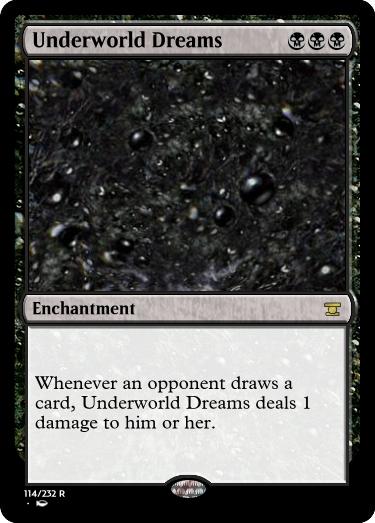 Underworld Dreams
Enchantment
Whenever an opponent draws a
card, Underworld Dreams deals 1
damage to him or her.
114/232 R